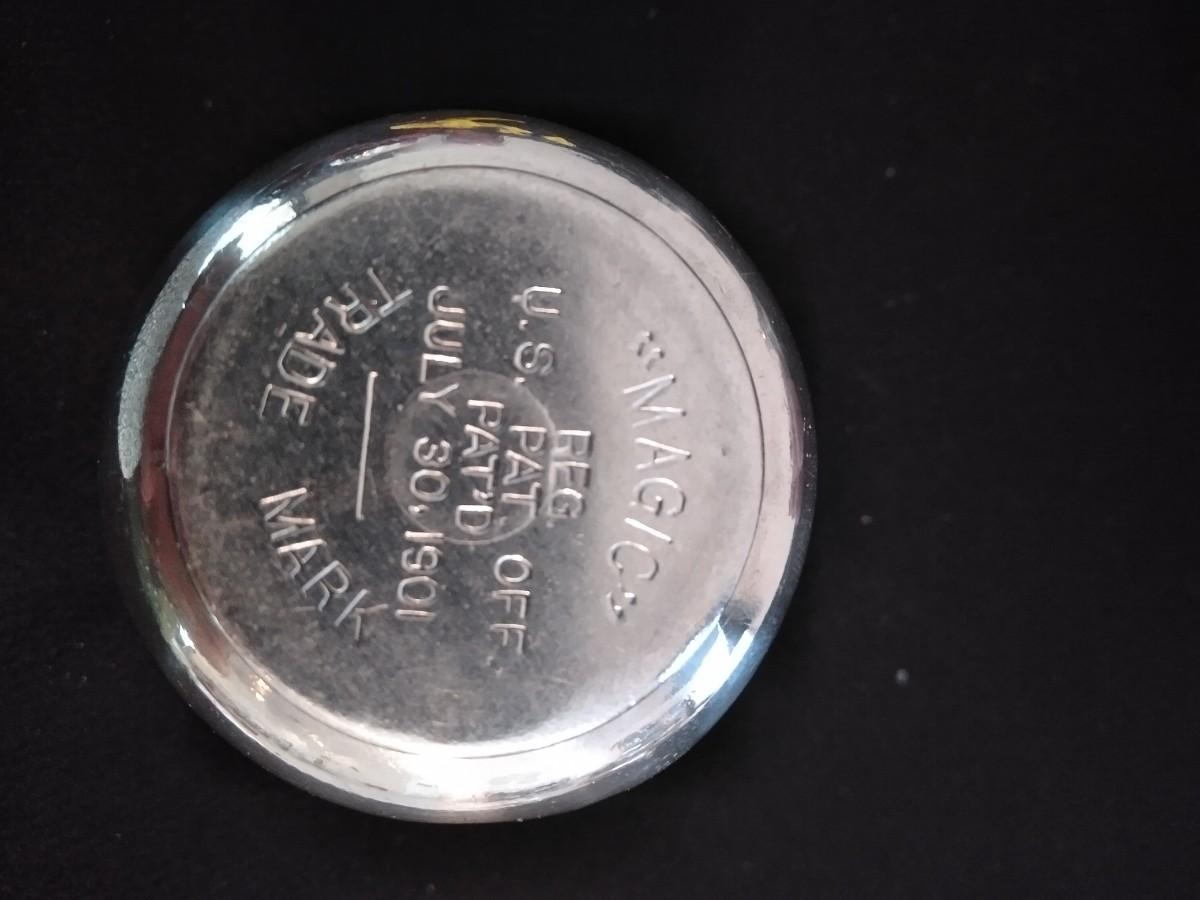 "MAGIC"
REG.
U.S. PAT. OFF.
PAT'D
JULY 30, 1901
TRADE MARK